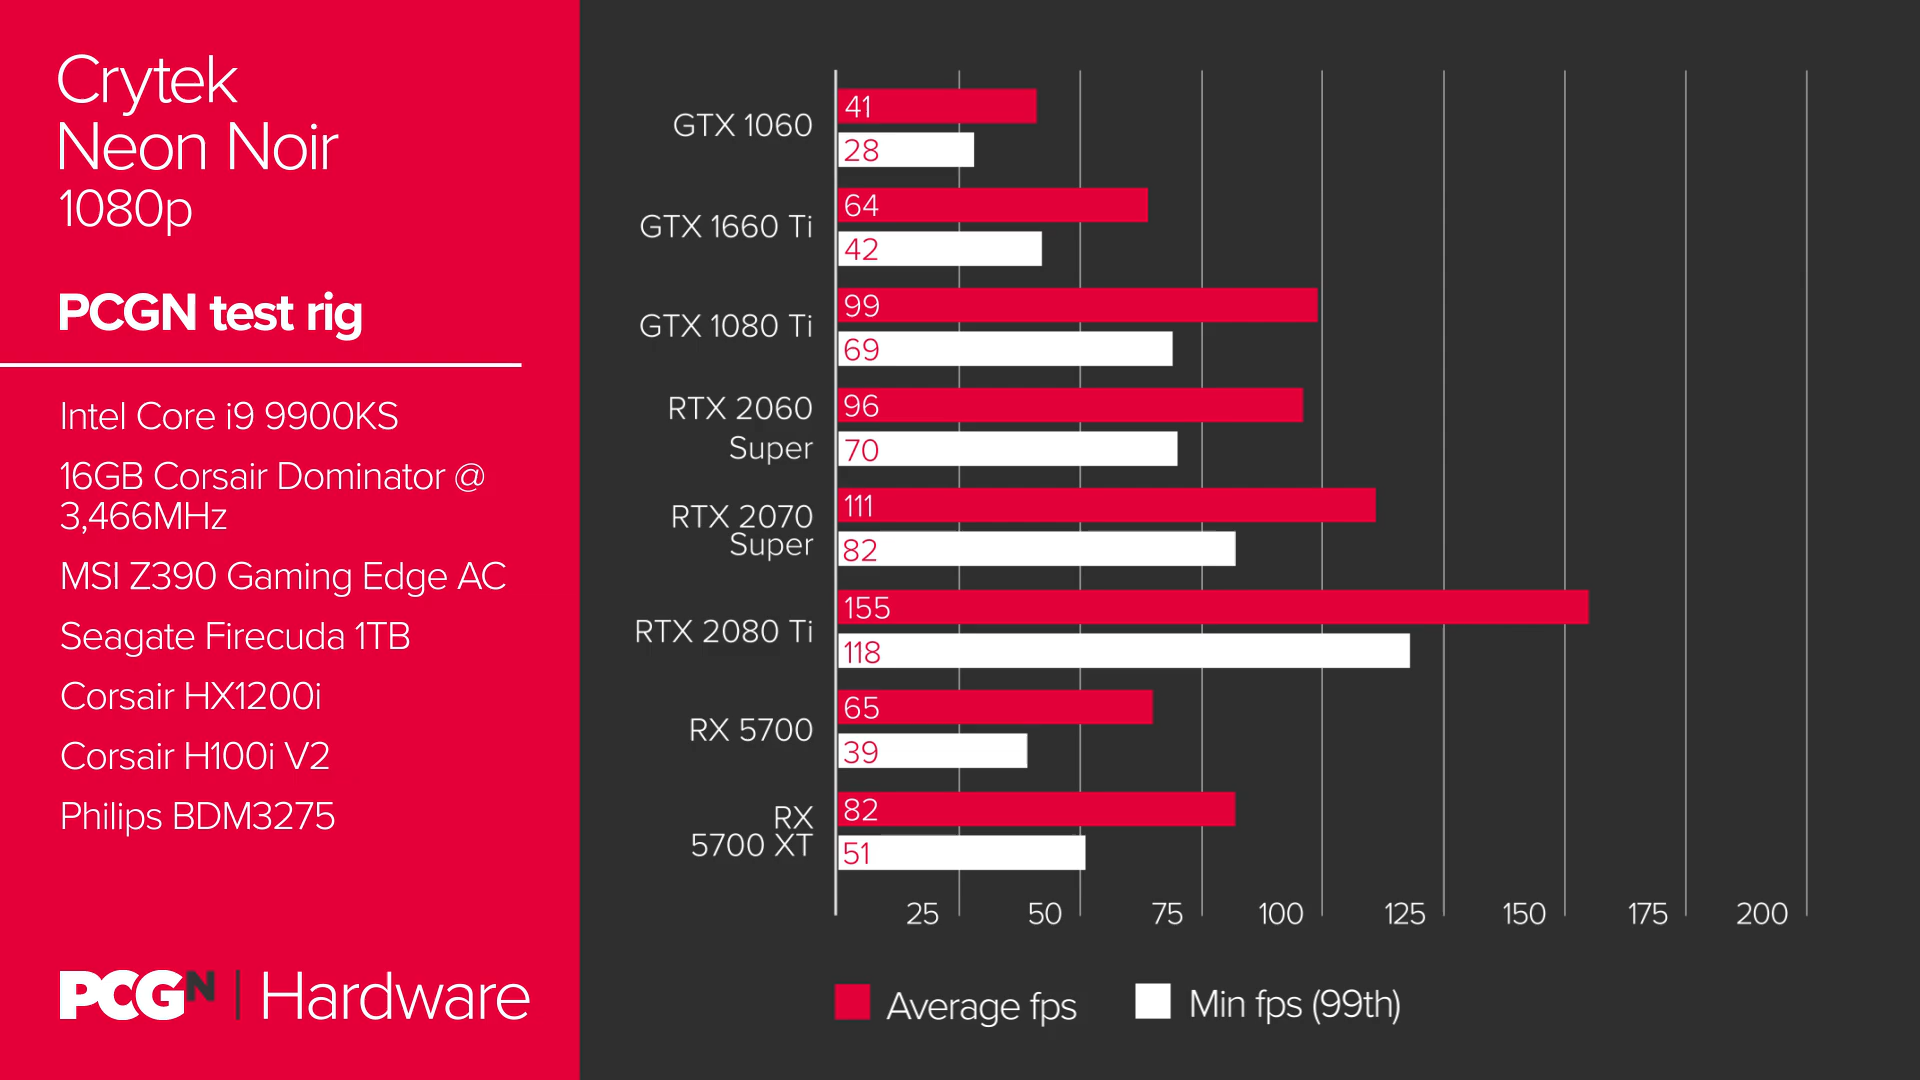 Crytek
Neon Noir
1080p
PCGN test rig
Intel Core i9 9900KS
16GB Corsair Dominator @
3,466MHz
MSI Z390 Gaming Edge AC
Seagate Firecuda 1TB
Corsair HX1200i
Corsair H100i V2
Philips BDM3275
PCGN | Hardware
GTX 1060
41
28
GTX 1660 Ti
64
42
GTX 1080 Ti
99
69
RTX 2060
Super
96
70
RTX 2070
Super
111
82
RTX 2080 Ti
155
118
RX 5700
65
39
RX
5700 XT
82
51
25 50 75 100 125 150 175 200
Average fps Min fps (99th)